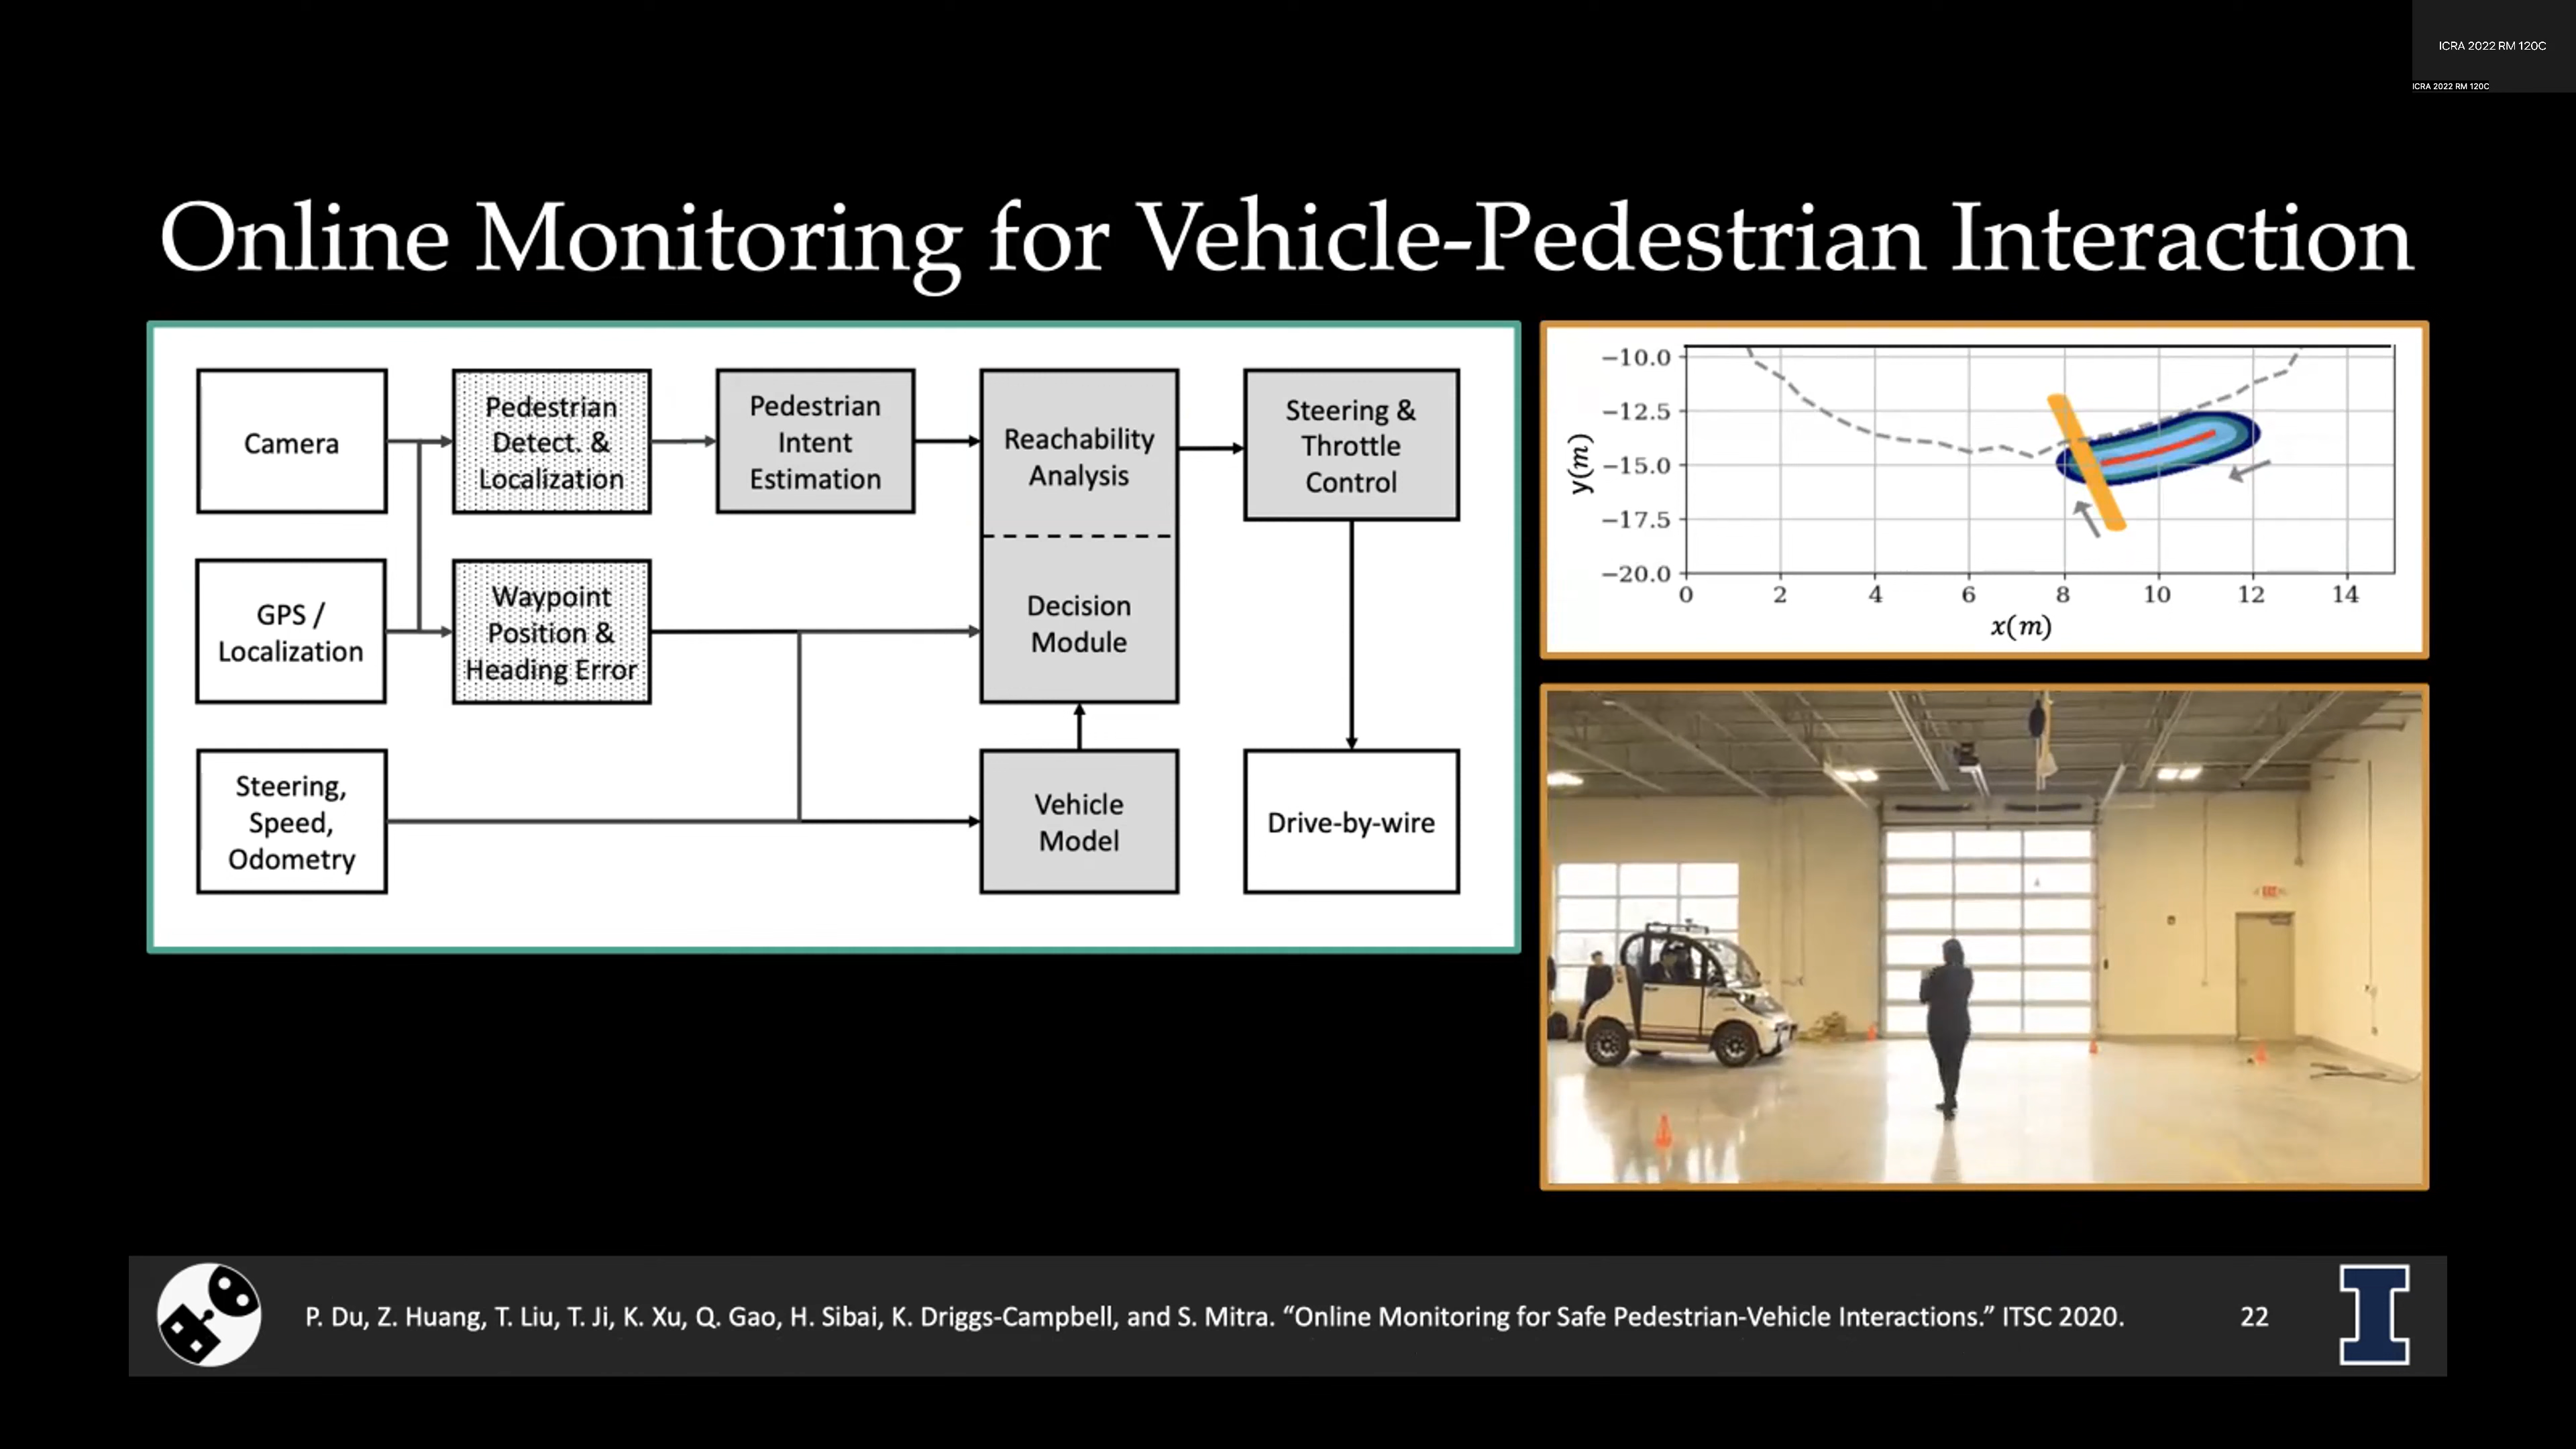 ICRA 2022 RM 120C
ICRA 2022 RM 120C
Online Monitoring for Vehicle-Pedestrian Interaction
Camera
Pedestrian
Detect. &
Localization
Pedestrian
Intent
Estimation
Reachability
Analysis
Steering &
Throttle
Control
GPS /
Localization
Waypoint
Position &
Heading Error
Decision
Module
Steering,
Speed,
Odometry
Vehicle
Model
Drive-by-wire
y(m)
−10.0
−12.5
−15.0
−17.5
−20.0
0 2 4 6 8 10 12 14
x(m)
EXIT
P. Du, Z. Huang, T. Liu, T. Ji, K. Xu, Q. Gao, H. Sibai, K. Driggs-Campbell, and S. Mitra. “Online Monitoring for Safe Pedestrian-Vehicle Interactions.” ITSC 2020.
22
I